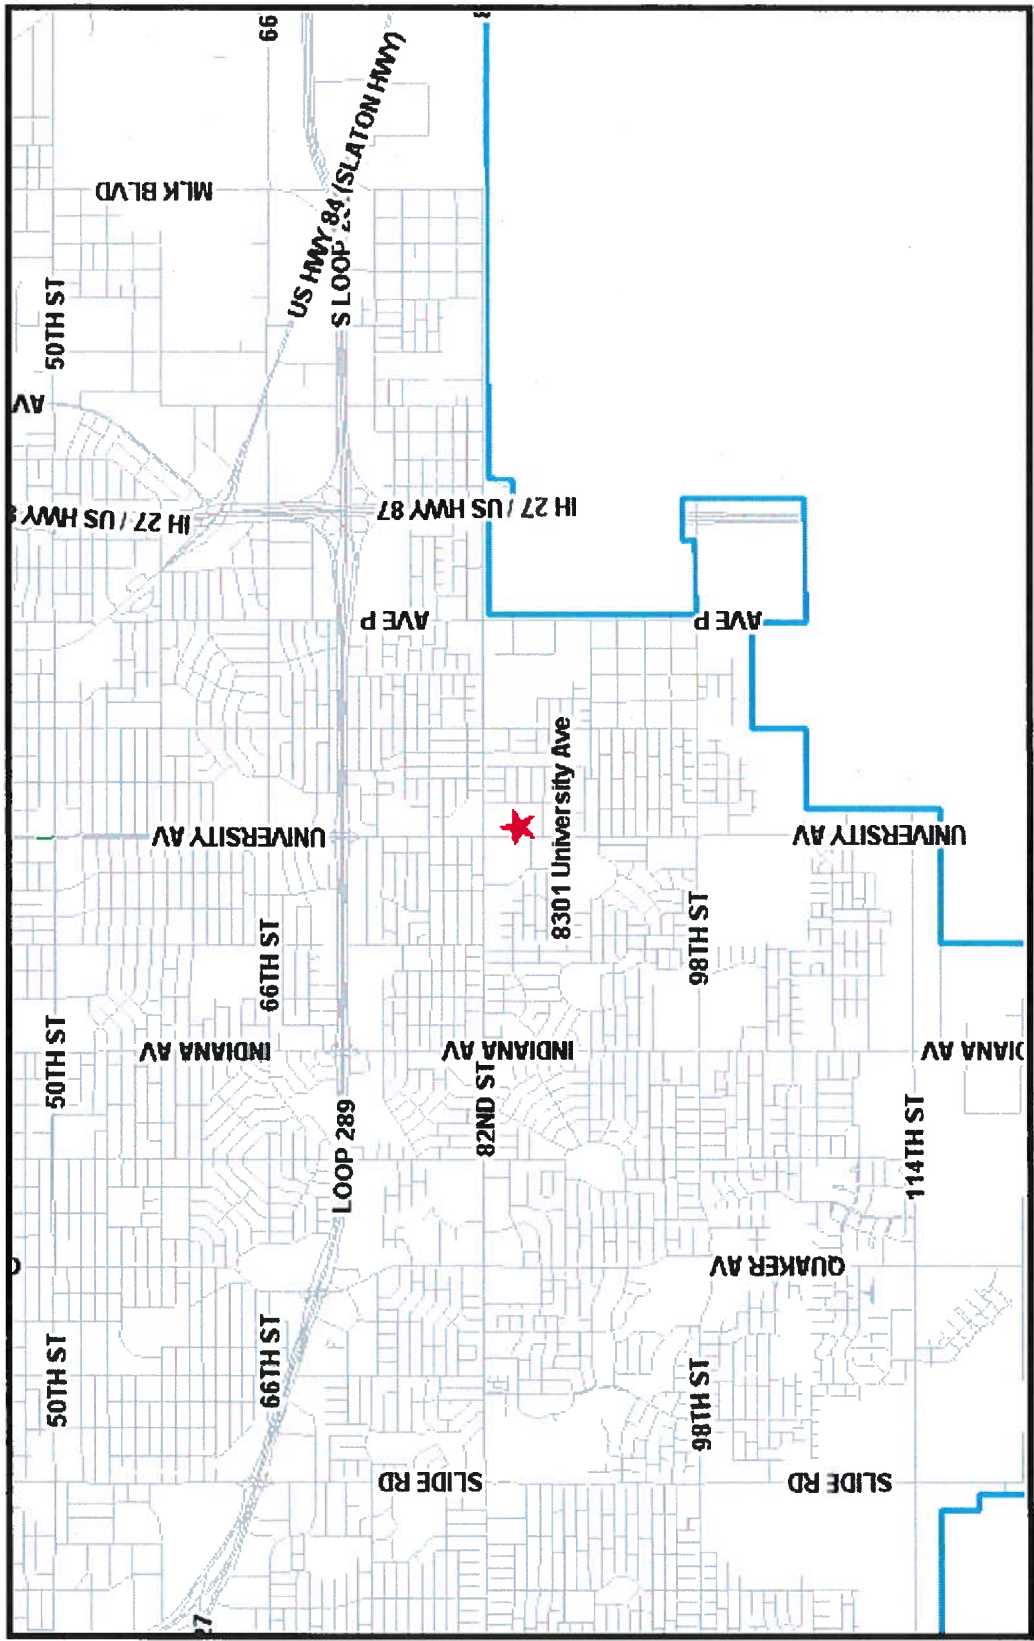 AV
50TH ST
50TH ST
50TH ST
IH 27 / US HWY
MLK BLVD
27
INDIANA AV
UNIVERSITY AV
66TH ST
66TH ST
66
US HWY 84 (SLATON HWY)
LOOP 289
S LOOP
AVE P
SLIDE RD
IH 27 / US HWY 87
82ND ST
INDIANA AV
8301 University Ave
98TH ST
98TH ST
AVE P
QUAKER AV
SLIDE RD
UNIVERSITY AV
114TH ST
DIANA AV